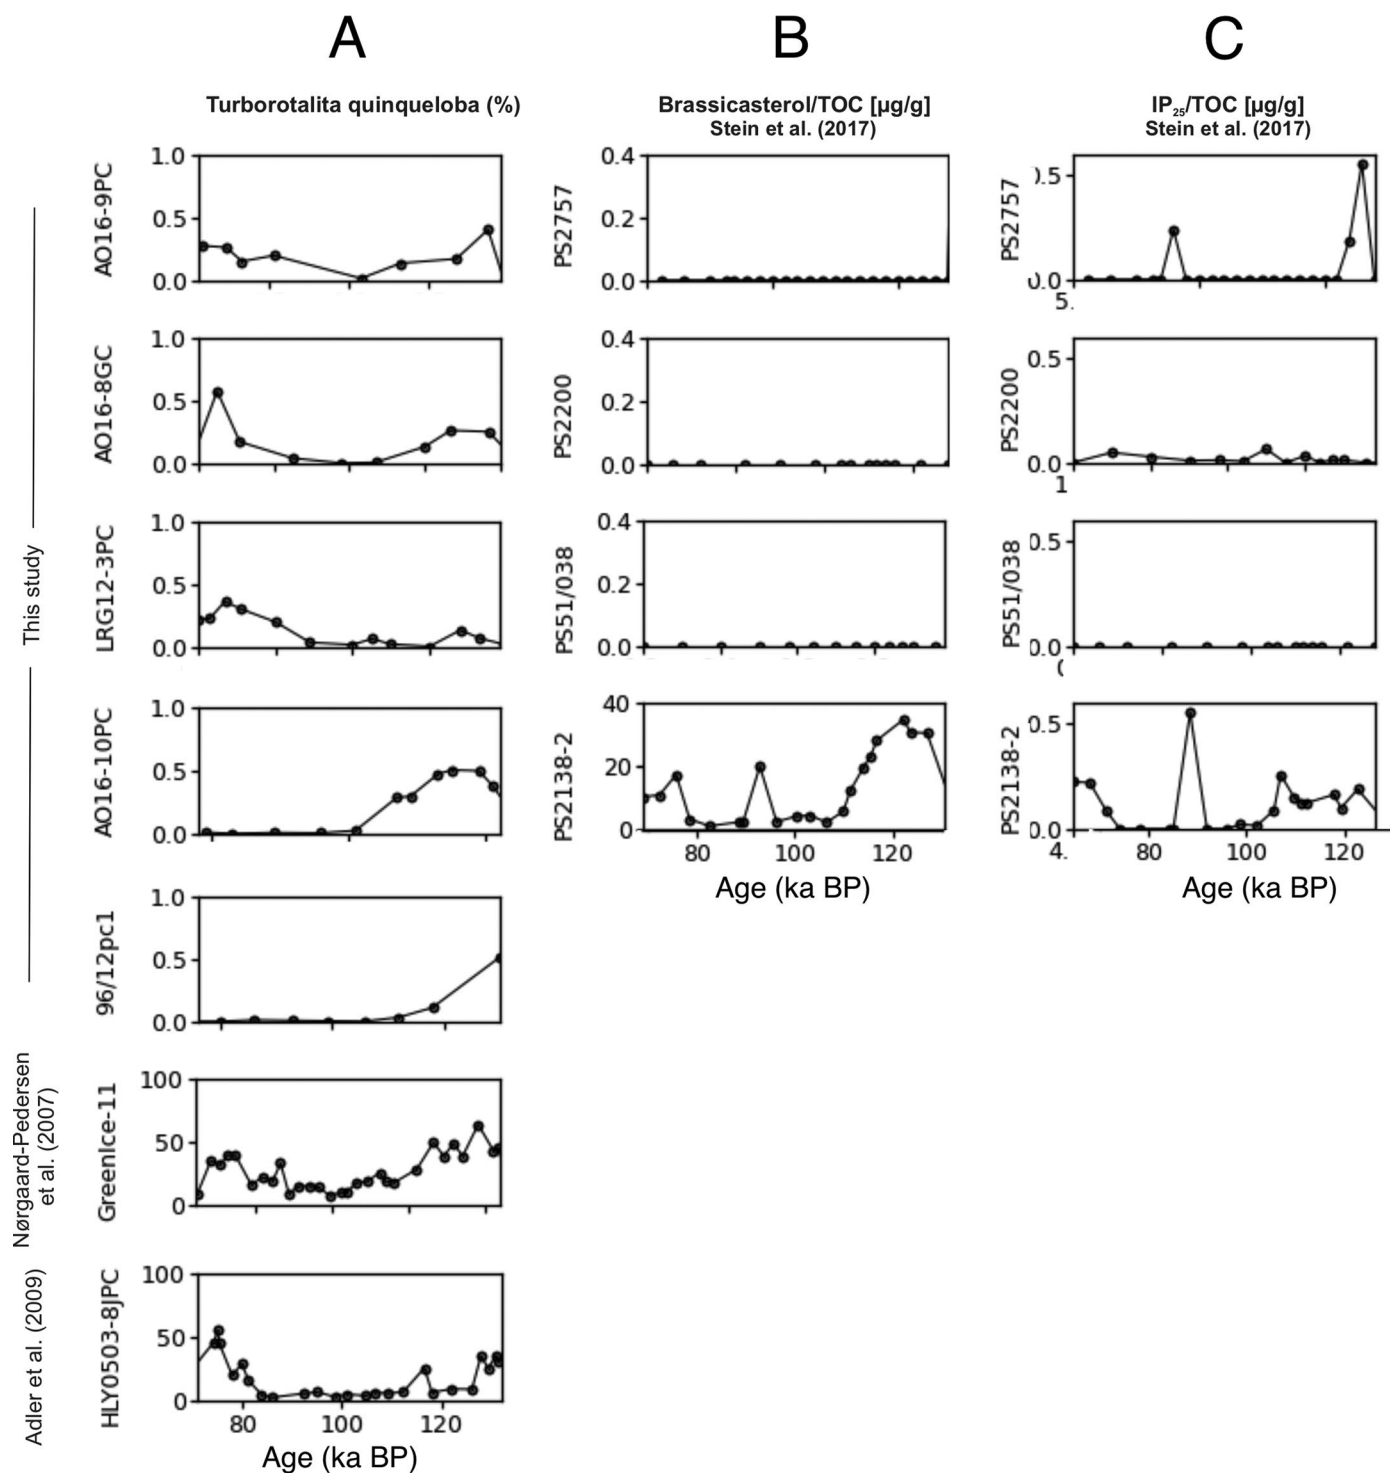 A
B
C
Turborotalita quinqueloba (%)
Brassicasterol/TOC [µg/g]
Stein et al. (2017)
IP25/TOC [µg/g]
Stein et al. (2017)
This study
Nørgaard-Pedersen
et al. (2007)
Adler et al. (2009)
AO16-9PC
1.0
0.5
0.0
AO16-8GC
1.0
0.5
0.0
LRG12-3PC
1.0
0.5
0.0
AO16-10PC
1.0
0.5
0.0
96/12pc1
1.0
0.5
0.0
GreenIce-11
100
50
0
HLY0503-8JPC
100
50
0
80 100 120
Age (ka BP)
PS2757
0.4
0.2
0.0
PS2200
0.4
0.2
0.0
PS51/038
0.4
0.2
0.0
PS2138-2
40
20
0
80 100 120
Age (ka BP)
PS2757
0.5
0.0
5.
PS2200
0.5
0.0
1
PS51/038
0.5
0.0
PS2138-2
0.5
0.0
4. 80 100 120
Age (ka BP)